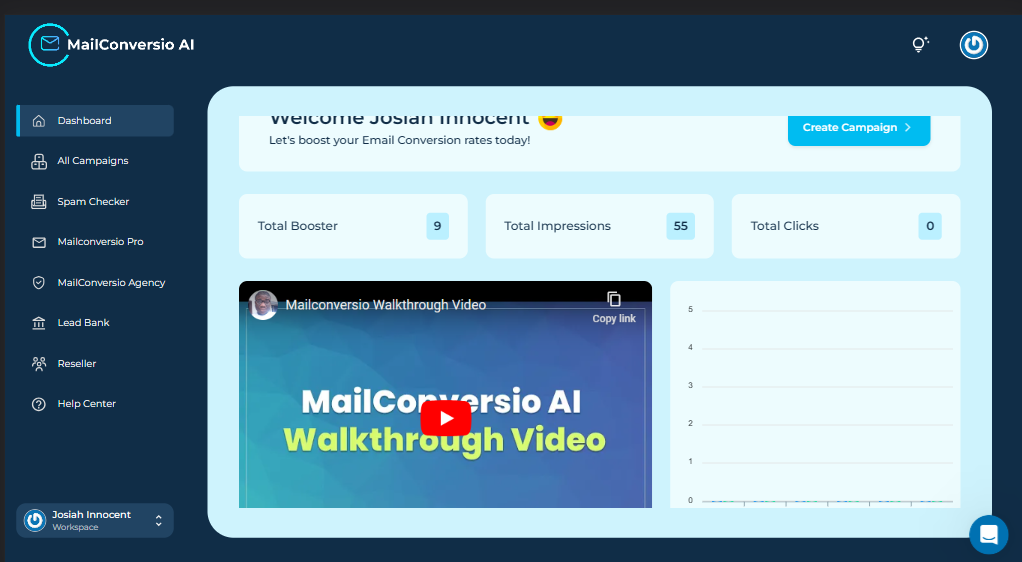 MailConversio AI
Dashboard
All Campaigns
Spam Checker
Mailconversio Pro
MailConversio Agency
Lead Bank
Reseller
Help Center
Josiah Innocent
Workspace
Welcome Josiah Innocent
Let's boost your Email Conversion rates today!
Create Campaign
Total Booster
9
Total Impressions
55
Total Clicks
0
Mailconversio Walkthrough Video
Copy link
MailConversio AI
Walkthrough Video
5
4
3
2
1
0